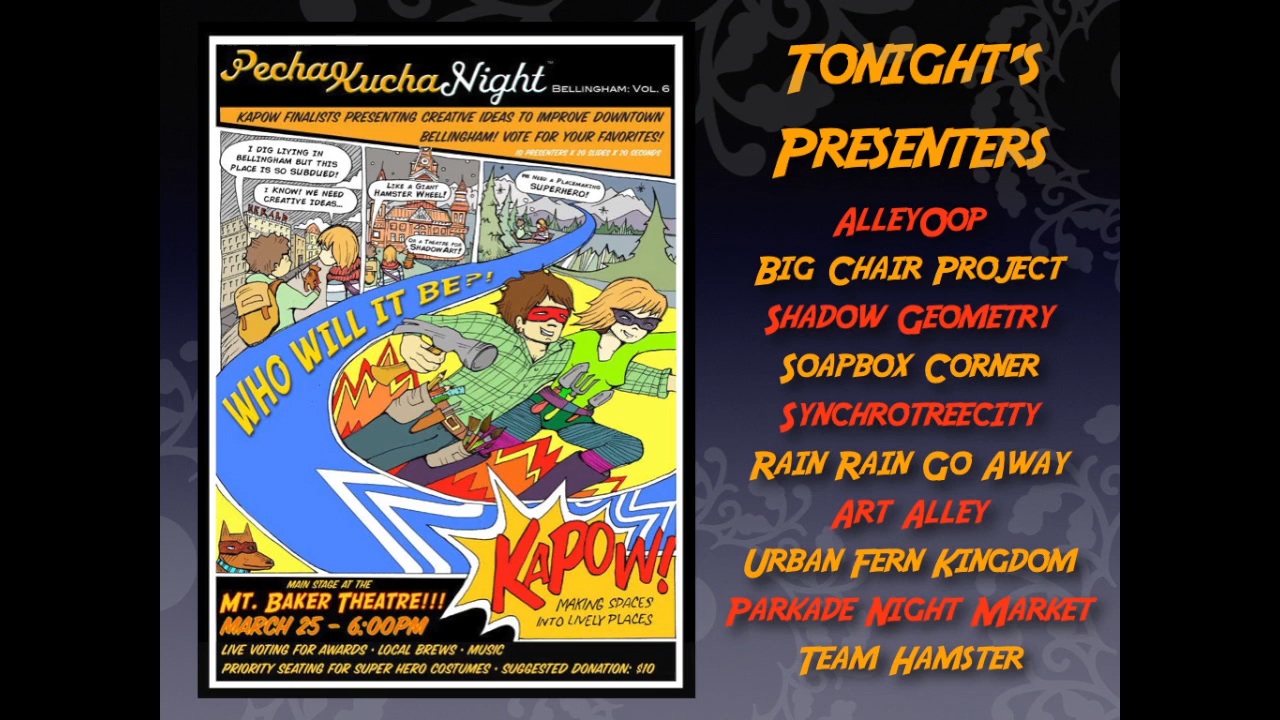 PechaKucha Night™
BELLINGHAM: VOL. 6
KAPOW FINALISTS PRESENTING CREATIVE IDEAS TO IMPROVE DOWNTOWN
BELLINGHAM! VOTE FOR YOUR FAVORITES!
10 PRESENTERS X 20 SLIDES X 20 SECONDS
I DIG LIVING IN
BELLINGHAM BUT THIS
PLACE IS SO SUBDUED!
I KNOW! WE NEED
CREATIVE IDEAS...
HERALD
LIKE A GIANT
HAMSTER WHEEL!
OR A THEATRE FOR
SHADOW ART!
WE NEED A PLACEMAKING
SUPERHERO!
WHO WILL IT BE?!
KAPOW!
MAKING SPACES
INTO LIVELY PLACES
MAIN STAGE AT THE
MT. BAKER THEATRE!!!
MARCH 25 - 6:00PM
LIVE VOTING FOR AWARDS • LOCAL BREWS • MUSIC
PRIORITY SEATING FOR SUPER HERO COSTUMES • SUGGESTED DONATION: $10
TONIGHT'S
PRESENTERS
ALLEYOOP
BIG CHAIR PROJECT
SHADOW GEOMETRY
SOAPBOX CORNER
SYNCHROTREECITY
RAIN RAIN GO AWAY
ART ALLEY
URBAN FERN KINGDOM
PARKADE NIGHT MARKET
TEAM HAMSTER